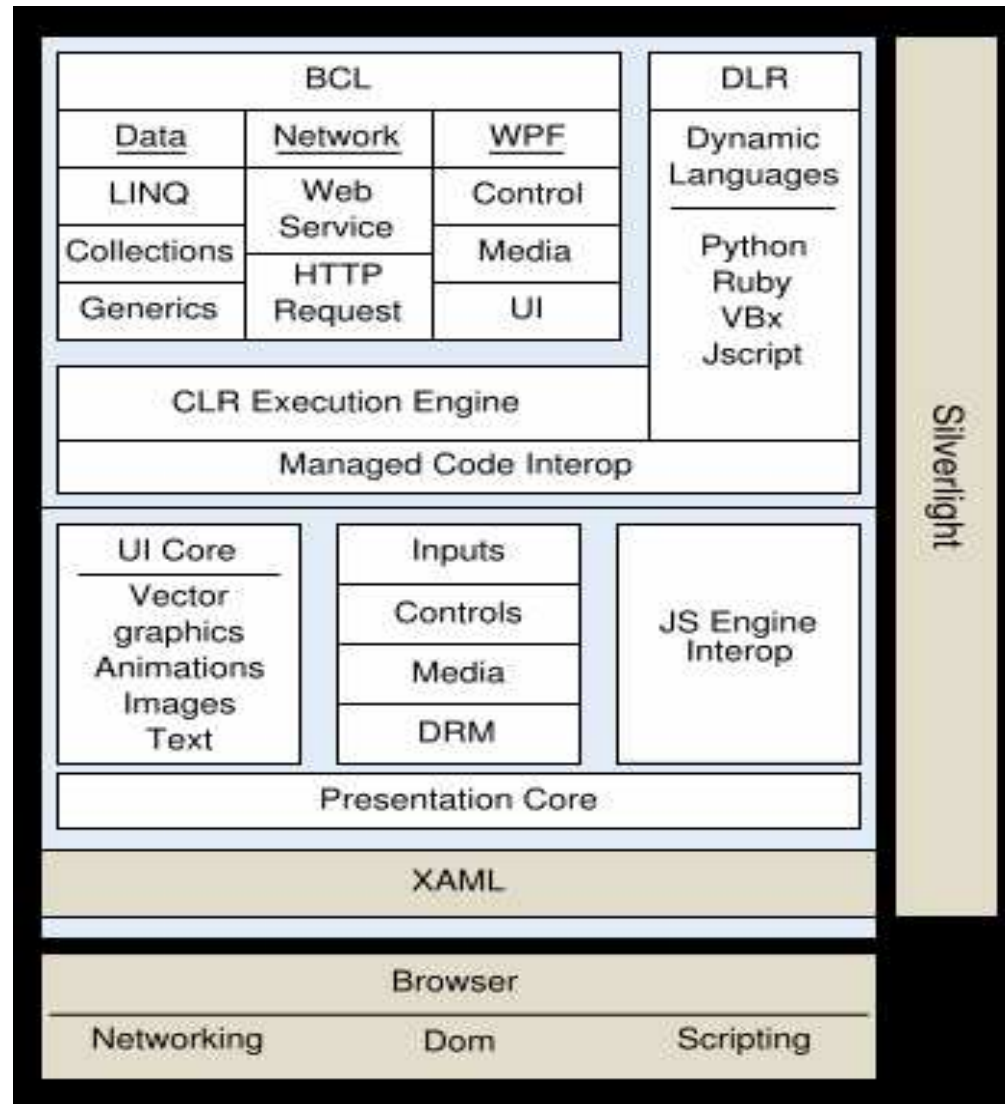 BCL
Data
LINQ
Collections
Generics
Network
Web
Service
HTTP
Request
WPF
Control
Media
UI
DLR
Dynamic
Languages
Python
Ruby
VBx
Jscript
CLR Execution Engine
Managed Code Interop
UI Core
Vector
graphics
Animations
Images
Text
Inputs
Controls
Media
DRM
JS Engine
Interop
Presentation Core
XAML
Silverlight
Browser
Networking
Dom
Scripting